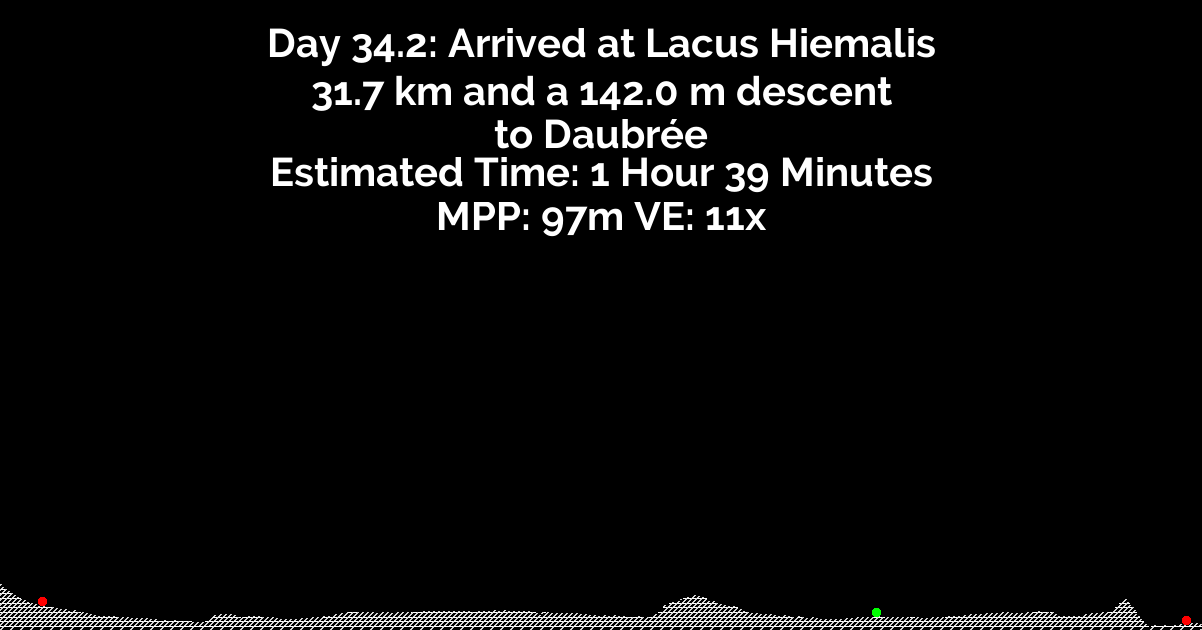 Day 34.2: Arrived at Lacus Hiemalis
31.7 km and a 142.0 m descent
to Daubrée
Estimated Time: 1 Hour 39 Minutes
MPP: 97m VE: 11x